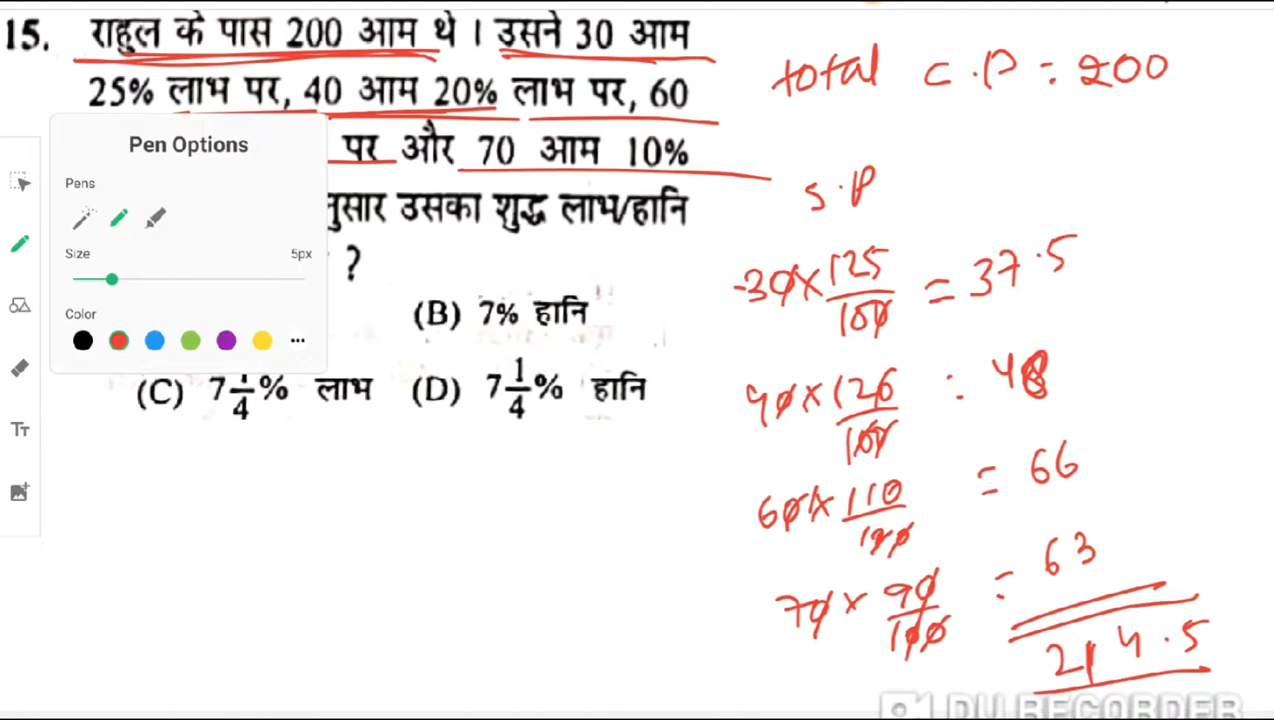 15. राहुल के पास 200 आम थे । उसने 30 आम
25% लाभ पर, 40 आम 20% लाभ पर, 60
पर और 70 आम 10%
नुसार उसका शुद्ध लाभ/हानि
?
(B) 7% हानि
(C) 7 1/4 % लाभ (D) 7 1/4 % हानि
Pen Options
Pens
Size 5px
Color
...
TT
total C.P = 200
S.P
30 × 125/100 = 37.5
40 × 120/100 = 48
60 × 110/100 = 66
70 × 90/100 = 63
214.5
DU RECORDER